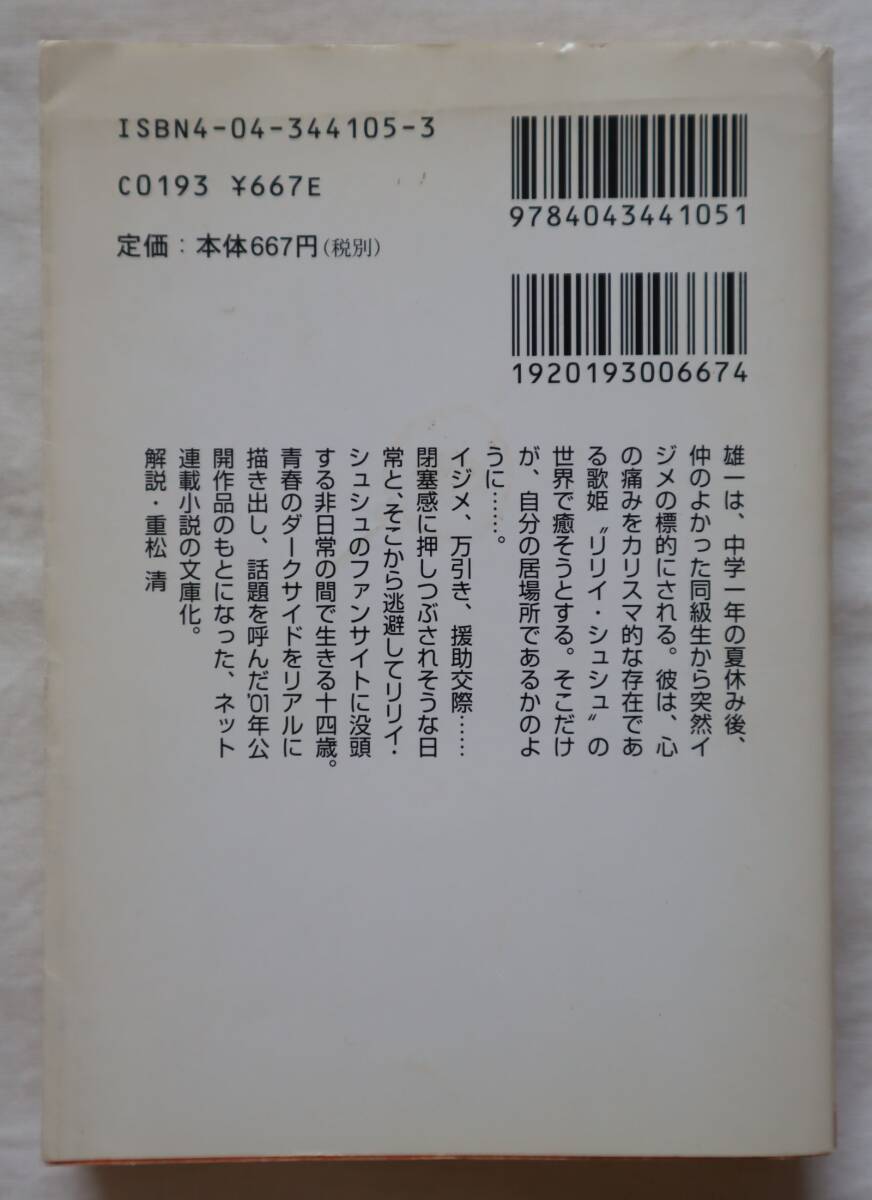 ISBN4-04-344105-3
C0193 ¥667E
定価：本体667円（税別）
9784043441051
1920193006674
雄一は、中学一年の夏休み後、
仲のよかった同級生から突然イ
ジメの標的にされる。彼は、心
の痛みをカリスマ的な存在であ
る歌姫〝リリイ・シュシュ〟の
世界で癒そうとする。そこだけ
が、自分の居場所であるかのよ
うに……。
イジメ、万引き、援助交際……
閉塞感に押しつぶされそうな日
常と、そこから逃避してリリイ・
シュシュのファンサイトに没頭
する非日常の間で生きる十四歳。
青春のダークサイドをリアルに
描き出し、話題を呼んだ'01年公
開作品のもとになった、ネット
連載小説の文庫化。
解説・重松 清